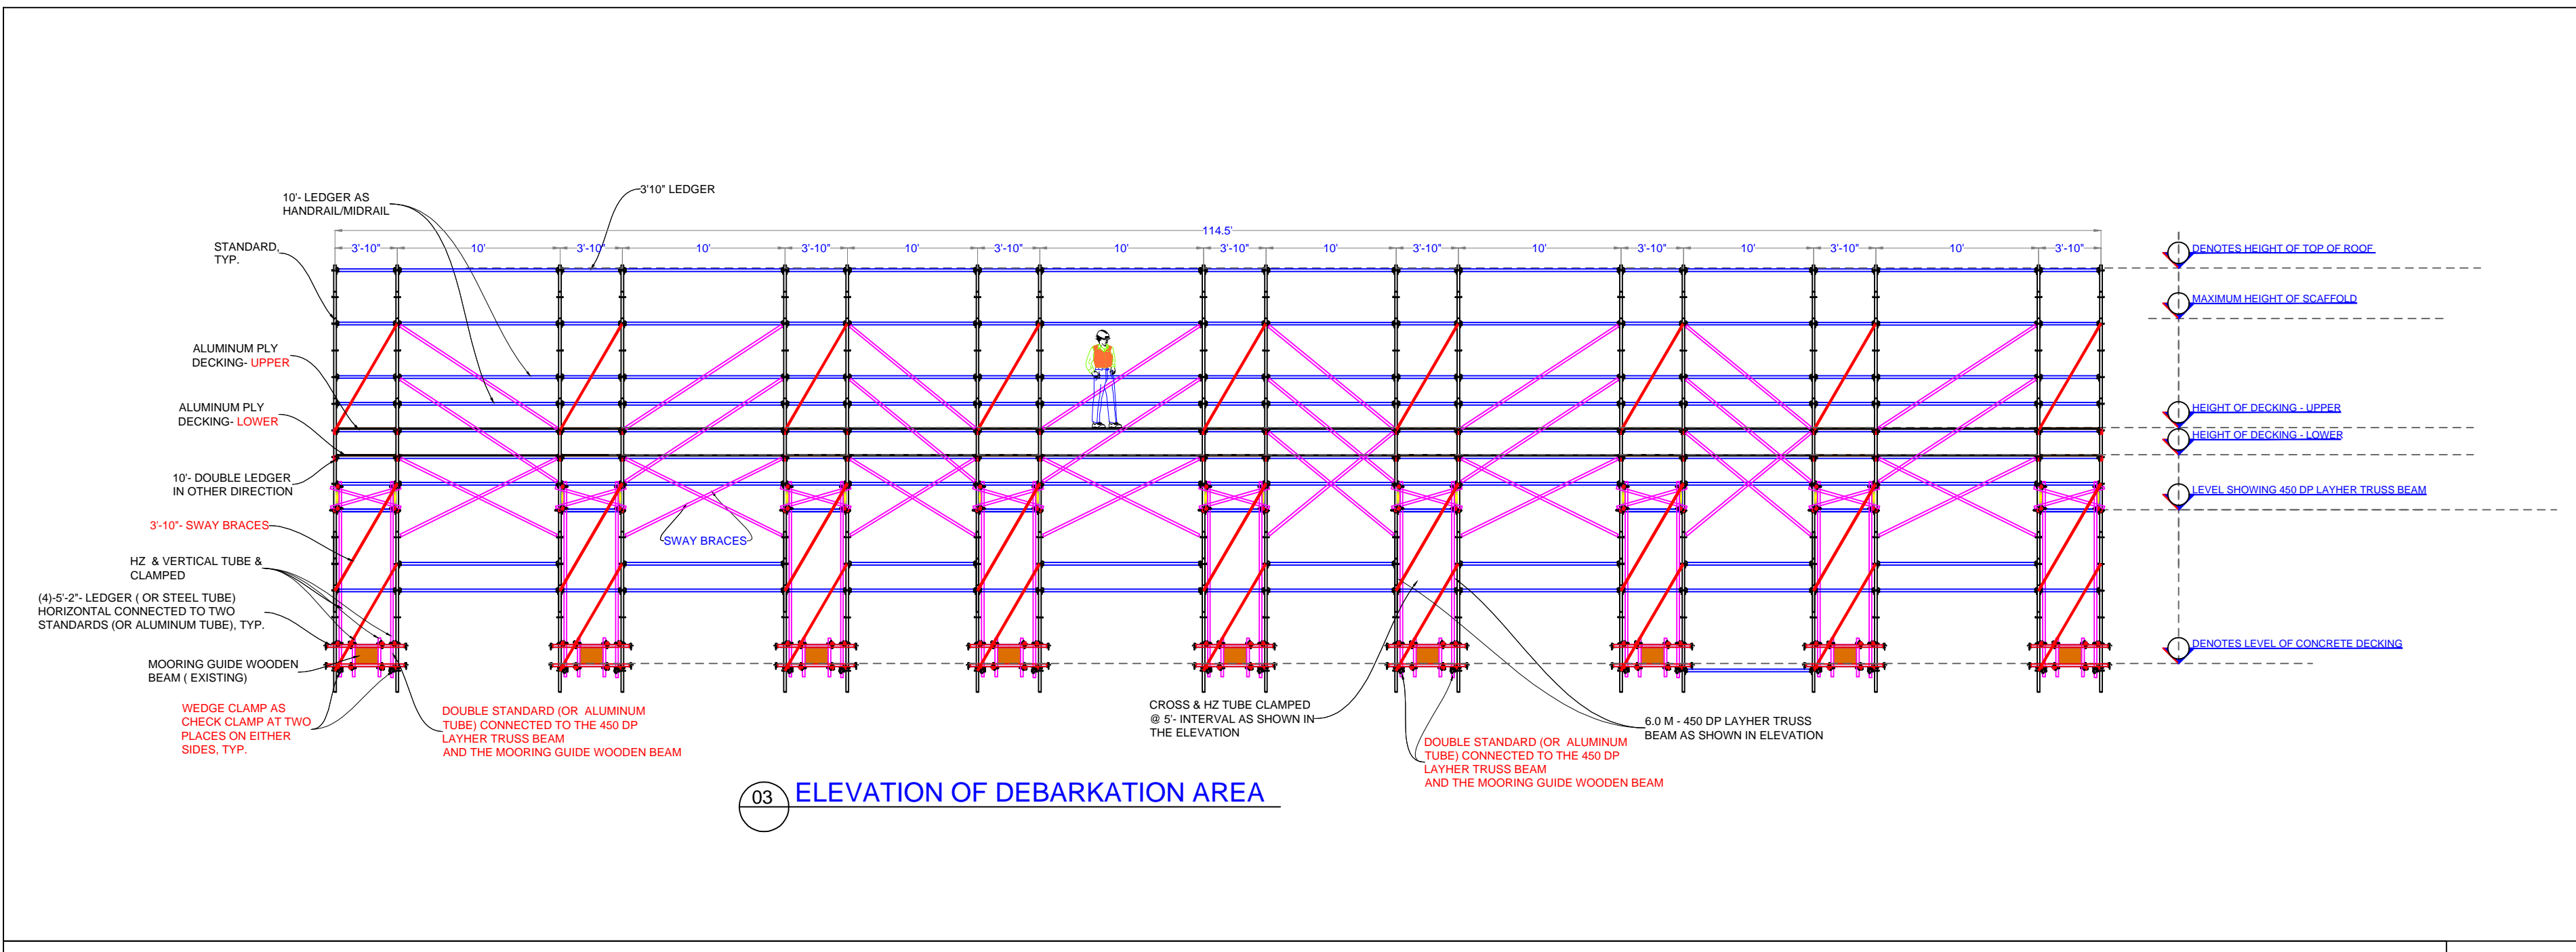 3'10" LEDGER
10'- LEDGER AS
HANDRAIL/MIDRAIL
114.5'
3'-10" 10' 3'-10" 10' 3'-10" 10' 3'-10" 10' 3'-10" 10' 3'-10" 10' 3'-10" 10' 3'-10" 10' 3'-10"
STANDARD,
TYP.
ALUMINUM PLY
DECKING- UPPER
ALUMINUM PLY
DECKING- LOWER
10'- DOUBLE LEDGER
IN OTHER DIRECTION
3'-10"- SWAY BRACES
SWAY BRACES
HZ & VERTICAL TUBE &
CLAMPED
(4)-5'-2"- LEDGER ( OR STEEL TUBE)
HORIZONTAL CONNECTED TO TWO
STANDARDS (OR ALUMINUM TUBE), TYP.
MOORING GUIDE WOODEN
BEAM ( EXISTING)
WEDGE CLAMP AS
CHECK CLAMP AT TWO
PLACES ON EITHER
SIDES, TYP.
DOUBLE STANDARD (OR ALUMINUM
TUBE) CONNECTED TO THE 450 DP
LAYHER TRUSS BEAM
AND THE MOORING GUIDE WOODEN BEAM
CROSS & HZ TUBE CLAMPED
@ 5'- INTERVAL AS SHOWN IN
THE ELEVATION
DOUBLE STANDARD (OR ALUMINUM
TUBE) CONNECTED TO THE 450 DP
LAYHER TRUSS BEAM
AND THE MOORING GUIDE WOODEN BEAM
6.0 M - 450 DP LAYHER TRUSS
BEAM AS SHOWN IN ELEVATION
DENOTES HEIGHT OF TOP OF ROOF
MAXIMUM HEIGHT OF SCAFFOLD
HEIGHT OF DECKING - UPPER
HEIGHT OF DECKING - LOWER
LEVEL SHOWING 450 DP LAYHER TRUSS BEAM
DENOTES LEVEL OF CONCRETE DECKING
03 ELEVATION OF DEBARKATION AREA